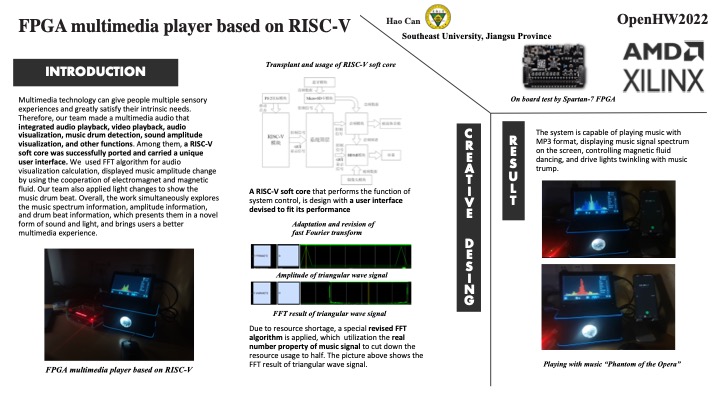 FPGA multimedia player based on RISC-V
Hao Can
Southeast University, Jiangsu Province
OpenHW2022
AMD
XILINX
On board test by Spartan-7 FPGA
INTRODUCTION
Multimedia technology can give people multiple sensory
experiences and greatly satisfy their intrinsic needs.
Therefore, our team made a multimedia audio that
integrated audio playback, video playback, audio
visualization, music drum detection, sound amplitude
visualization, and other functions. Among them, a RISC-V
soft core was successfully ported and carried a unique
user interface. We used FFT algorithm for audio
visualization calculation, displayed music amplitude change
by using the cooperation of electromagnet and magnetic
fluid. Our team also applied light changes to show the
music drum beat. Overall, the work simultaneously explores
the music spectrum information, amplitude information,
and drum beat information, which presents them in a novel
form of sound and light, and brings users a better
multimedia experience.
FPGA multimedia player based on RISC-V
Transplant and usage of RISC-V soft core
RISC-V
A RISC-V soft core that performs the function of
system control, is design with a user interface
devised to fit its performance
Adaptation and revision of
fast Fourier transform
Amplitude of triangular wave signal
FFT result of triangular wave signal
Due to resource shortage, a special revised FFT
algorithm is applied, which utilization the real
number property of music signal to cut down the
resource usage to half. The picture above shows the
FFT result of triangular wave signal.
CREATIVE DESING
RESULT
The system is capable of playing music with
MP3 format, displaying music signal spectrum
on the screen, controlling magnetic fluid
dancing, and drive lights twinkling with music
trump.
Playing with music “Phantom of the Opera”